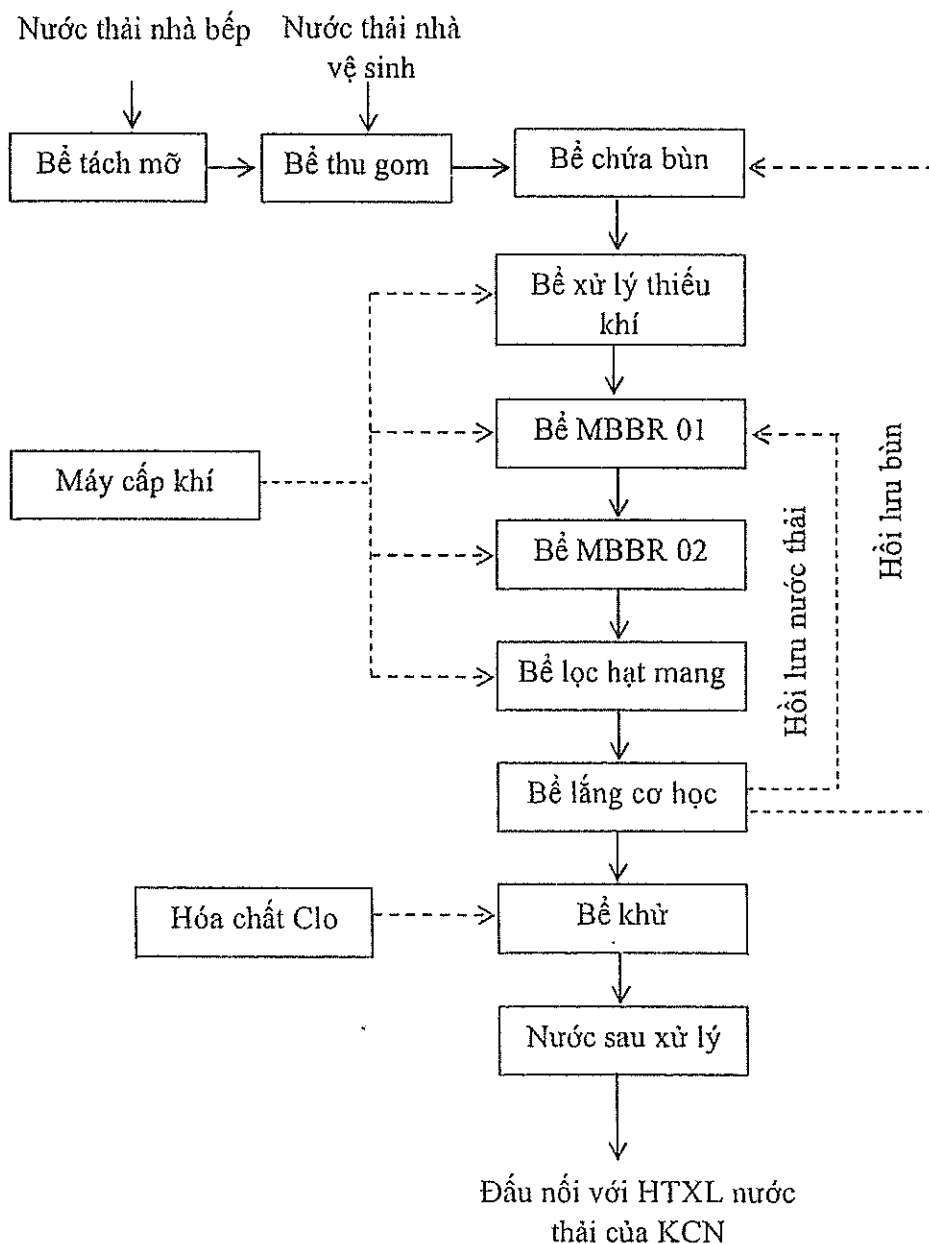 Nước thải nhà bếp
Nước thải nhà
vệ sinh
Bể tách mỡ
Bể thu gom
Bể chứa bùn
Bể xử lý thiếu
khí
Bể MBBR 01
Máy cấp khí
Bể MBBR 02
Hồi lưu nước thải
Hồi lưu bùn
Bể lọc hạt mang
Bể lắng cơ học
Hóa chất Clo
Bể khử
Nước sau xử lý
Đấu nối với HTXL nước
thải của KCN